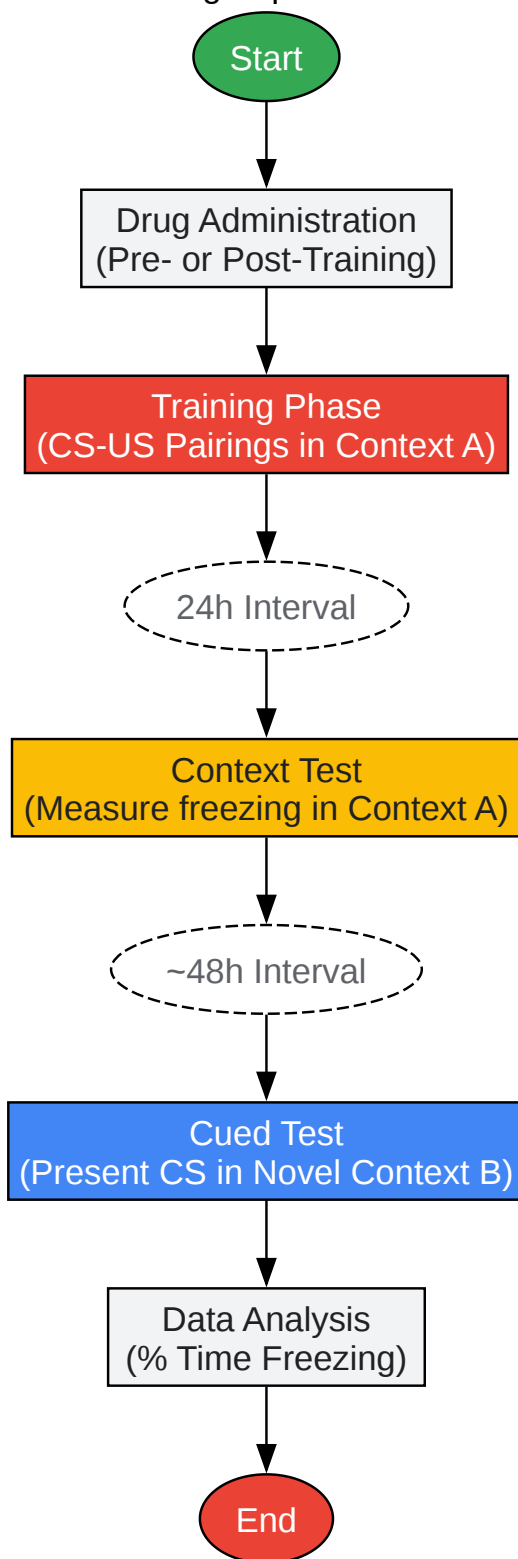 Start
Drug Administration
(Pre- or Post-Training)
Training Phase
(CS-US Pairings in Context A)
24h Interval
Context Test
(Measure freezing in Context A)
~48h Interval
Cued Test
(Present CS in Novel Context B)
Data Analysis
(% Time Freezing)
End